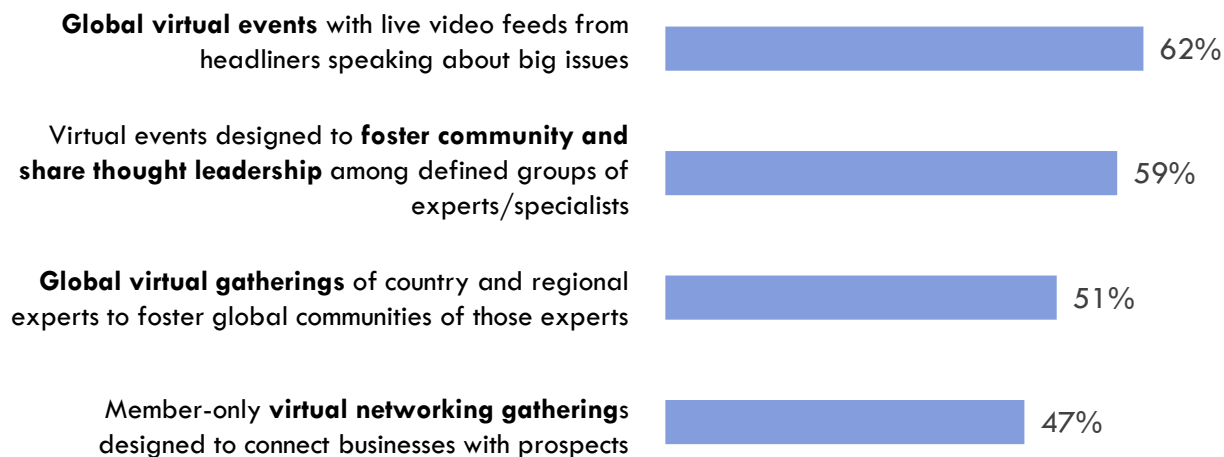 Global virtual events with live video feeds from
headliners speaking about big issues
62%
Virtual events designed to foster community and
share thought leadership among defined groups of
experts/specialists
59%
Global virtual gatherings of country and regional
experts to foster global communities of those experts
51%
Member-only virtual networking gatherings
designed to connect businesses with prospects
47%